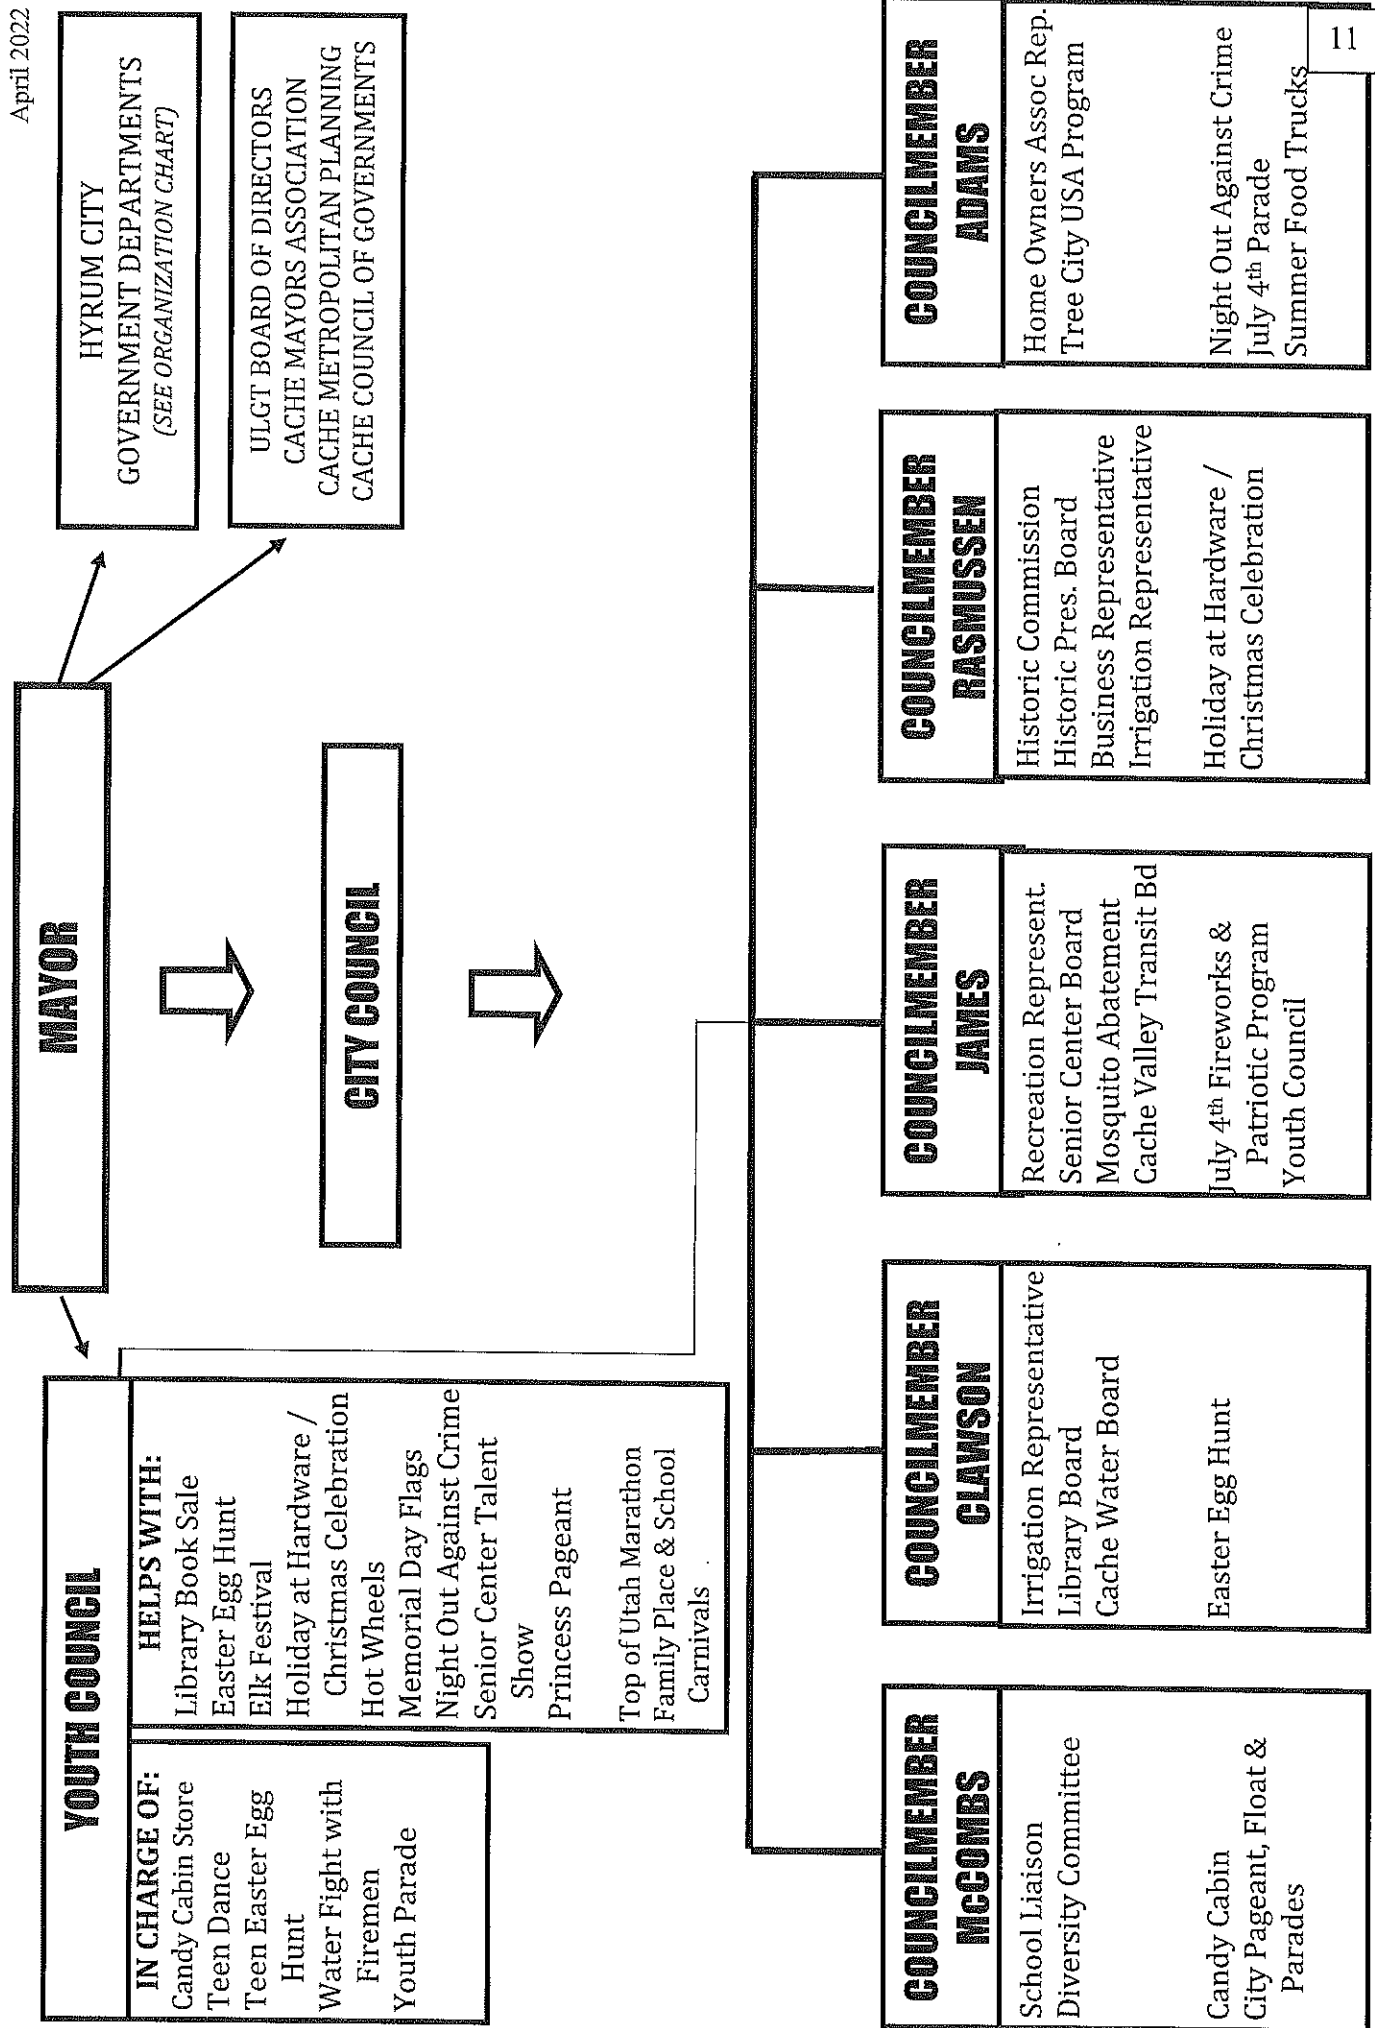 April 2022
MAYOR
HYRUM CITY
GOVERNMENT DEPARTMENTS
(SEE ORGANIZATION CHART)
ULGT BOARD OF DIRECTORS
CACHE MAYORS ASSOCIATION
CACHE METROPOLITAN PLANNING
CACHE COUNCIL OF GOVERNMENTS
CITY COUNCIL
YOUTH COUNCIL
IN CHARGE OF:
Candy Cabin Store
Teen Dance
Teen Easter Egg
Hunt
Water Fight with
Firemen
Youth Parade
HELPS WITH:
Library Book Sale
Easter Egg Hunt
Elk Festival
Holiday at Hardware /
Christmas Celebration
Hot Wheels
Memorial Day Flags
Night Out Against Crime
Senior Center Talent
Show
Princess Pageant
Top of Utah Marathon
Family Place & School
Carnivals
COUNCILMEMBER
McCOMBS
School Liaison
Diversity Committee
Candy Cabin
City Pageant, Float &
Parades
COUNCILMEMBER
CLAWSON
Irrigation Representative
Library Board
Cache Water Board
Easter Egg Hunt
COUNCILMEMBER
JAMES
Recreation Represent.
Senior Center Board
Mosquito Abatement
Cache Valley Transit Bd
July 4th Fireworks &
Patriotic Program
Youth Council
COUNCILMEMBER
RASMUSSEN
Historic Commission
Historic Pres. Board
Business Representative
Irrigation Representative
Holiday at Hardware /
Christmas Celebration
COUNCILMEMBER
ADAMS
Home Owners Assoc Rep.
Tree City USA Program
Night Out Against Crime
July 4th Parade
Summer Food Trucks
11